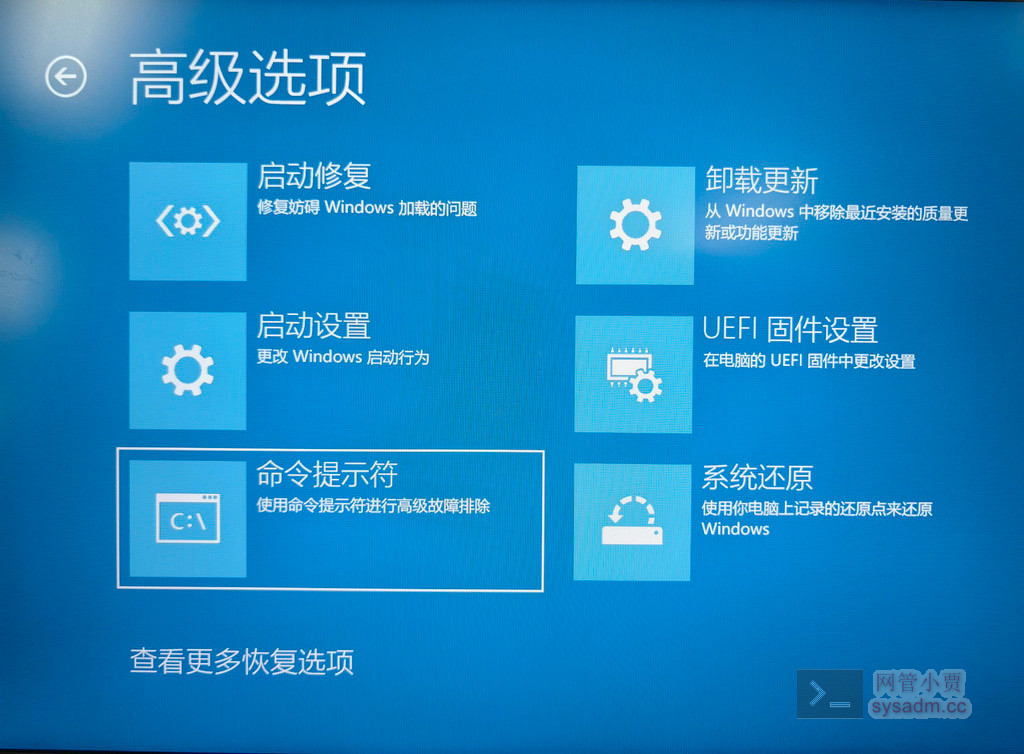 高级选项
启动修复
修复妨碍 Windows 加载的问题
卸载更新
从 Windows 中移除最近安装的质量更
新或功能更新
启动设置
更改 Windows 启动行为
UEFI 固件设置
在电脑的 UEFI 固件中更改设置
C:\
命令提示符
使用命令提示符进行高级故障排除
系统还原
使用你电脑上记录的还原点来还原
Windows
查看更多恢复选项
网管小贾
sysadm.cc